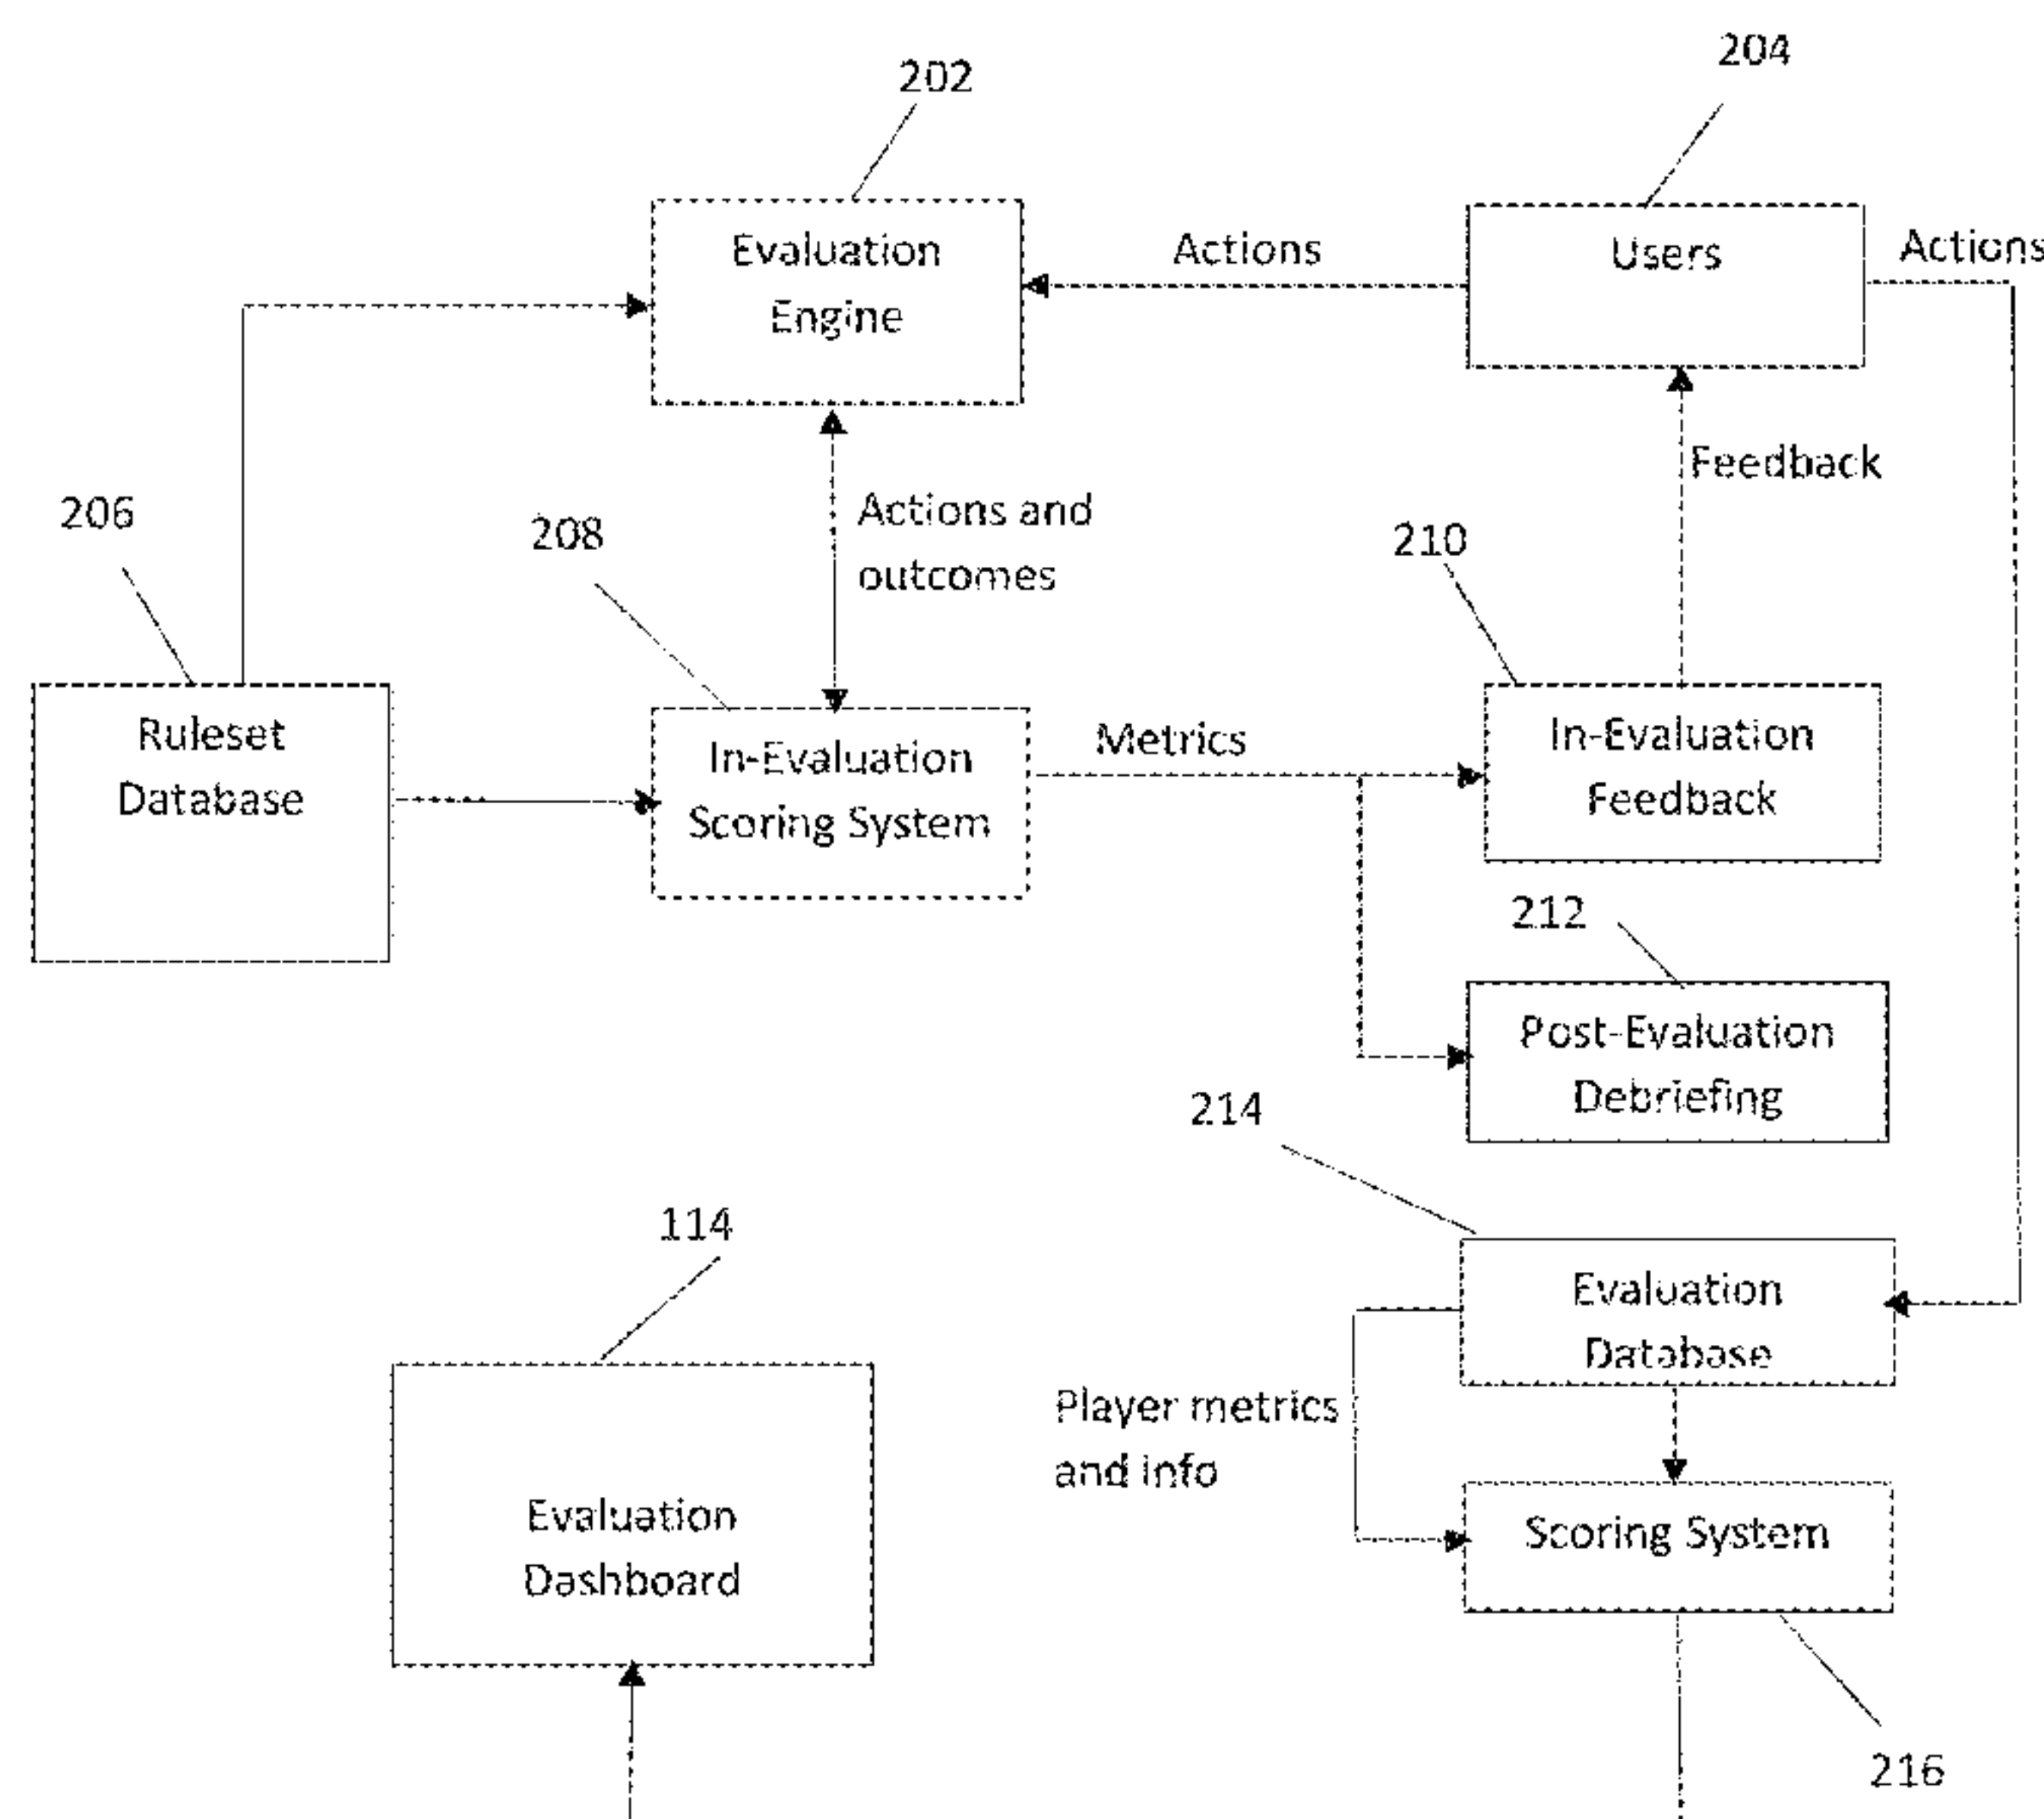 204
202
Evaluation
Engine
Actions
Users
Actions
Feedback
206
208
Actions and
outcomes
210
Ruleset
Database
In-Evaluation
Scoring System
Metrics
In-Evaluation
Feedback
212
Post-Evaluation
Debriefing
214
114
Evaluation
Database
Player metrics
and info
Evaluation
Dashboard
Scoring System
216